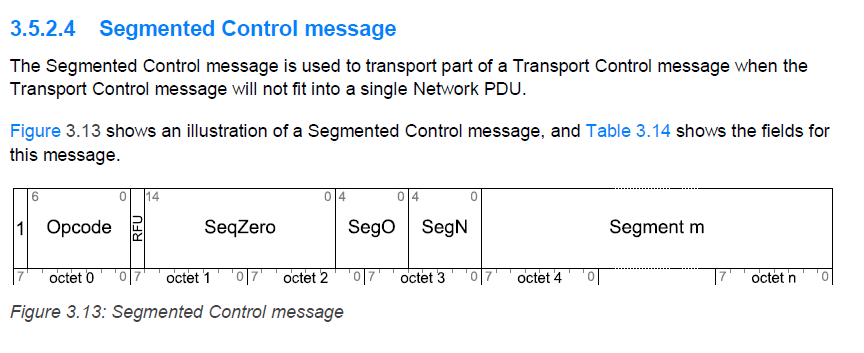 3.5.2.4 Segmented Control message
The Segmented Control message is used to transport part of a Transport Control message when the
Transport Control message will not fit into a single Network PDU.
Figure 3.13 shows an illustration of a Segmented Control message, and Table 3.14 shows the fields for
this message.
6 0 14 0 4 0 4 0
1 Opcode RFU SeqZero SegO SegN Segment m
7 octet 0 0 7 octet 1 0 7 octet 2 0 7 octet 3 0 7 octet 4 0 7 octet n 0
Figure 3.13: Segmented Control message